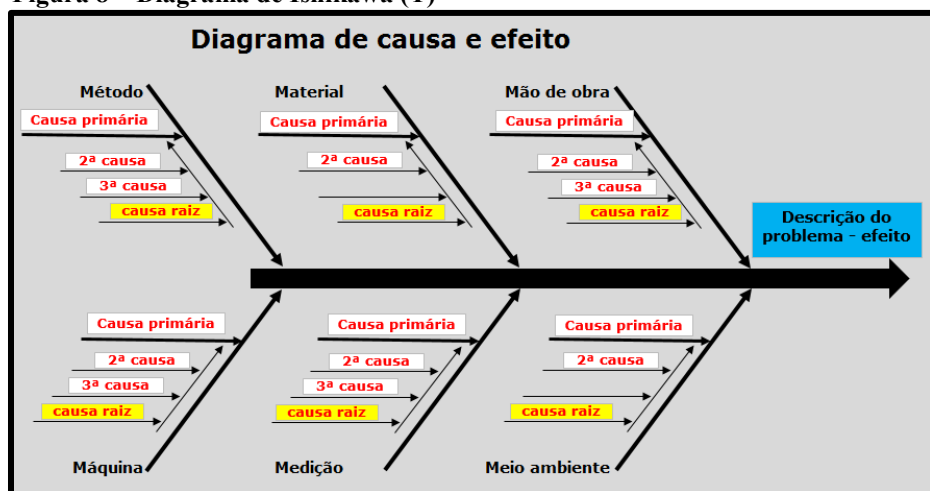 Figura 8 – Diagrama de Ishikawa (1)
Diagrama de causa e efeito
Método
Causa primária
2ª causa
3ª causa
causa raiz
Material
Causa primária
2ª causa
causa raiz
Mão de obra
Causa primária
2ª causa
3ª causa
causa raiz
Descrição do
problema - efeito
Causa primária
2ª causa
3ª causa
causa raiz
Máquina
Causa primária
2ª causa
3ª causa
causa raiz
Medição
Causa primária
2ª causa
causa raiz
Meio ambiente